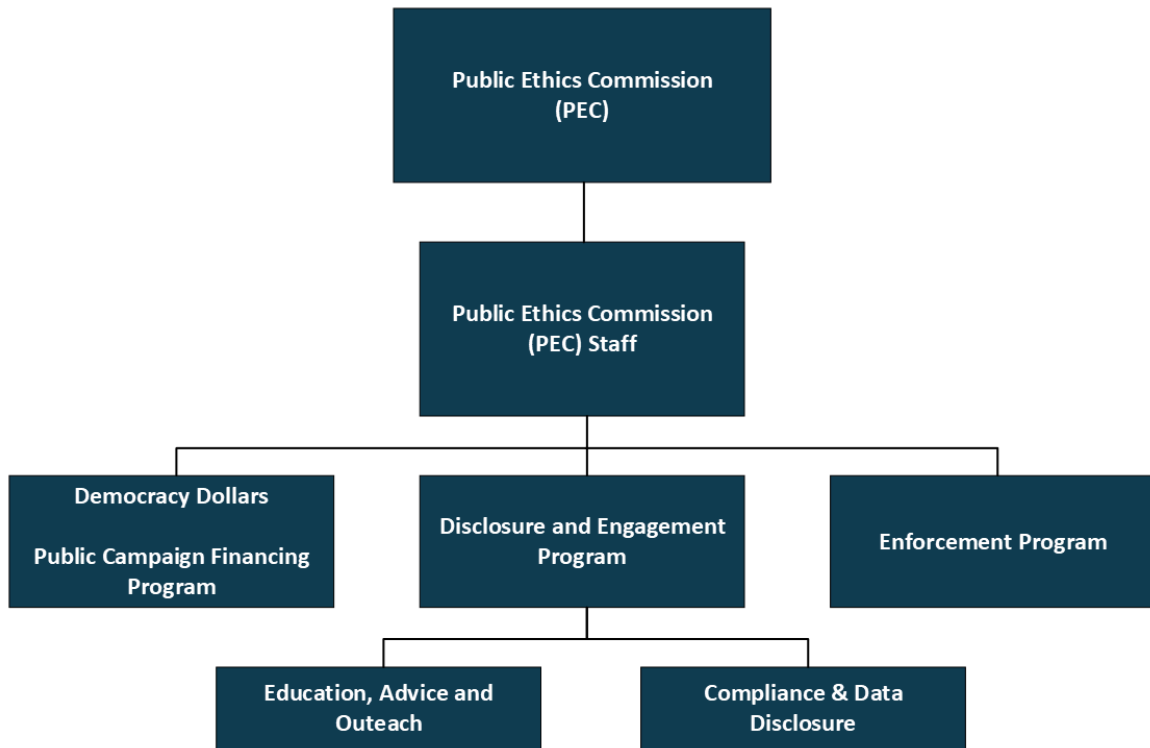 Public Ethics Commission
(PEC)
Public Ethics Commission
(PEC) Staff
Democracy Dollars
Public Campaign Financing
Program
Disclosure and Engagement
Program
Enforcement Program
Education, Advice and
Outeach
Compliance & Data
Disclosure